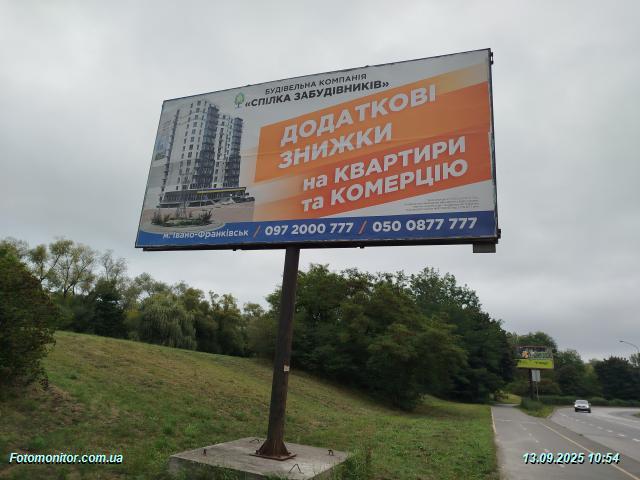 БУДІВЕЛЬНА КОМПАНІЯ
«СПІЛКА ЗАБУДІВНИКІВ»
ДОДАТКОВІ
ЗНИЖКИ
на КВАРТИРИ
та КОМЕРЦІЮ
м. Івано-Франківськ / 097 2000 777 / 050 0877 777
Fotomonitor.com.ua
13.09.2025 10:54